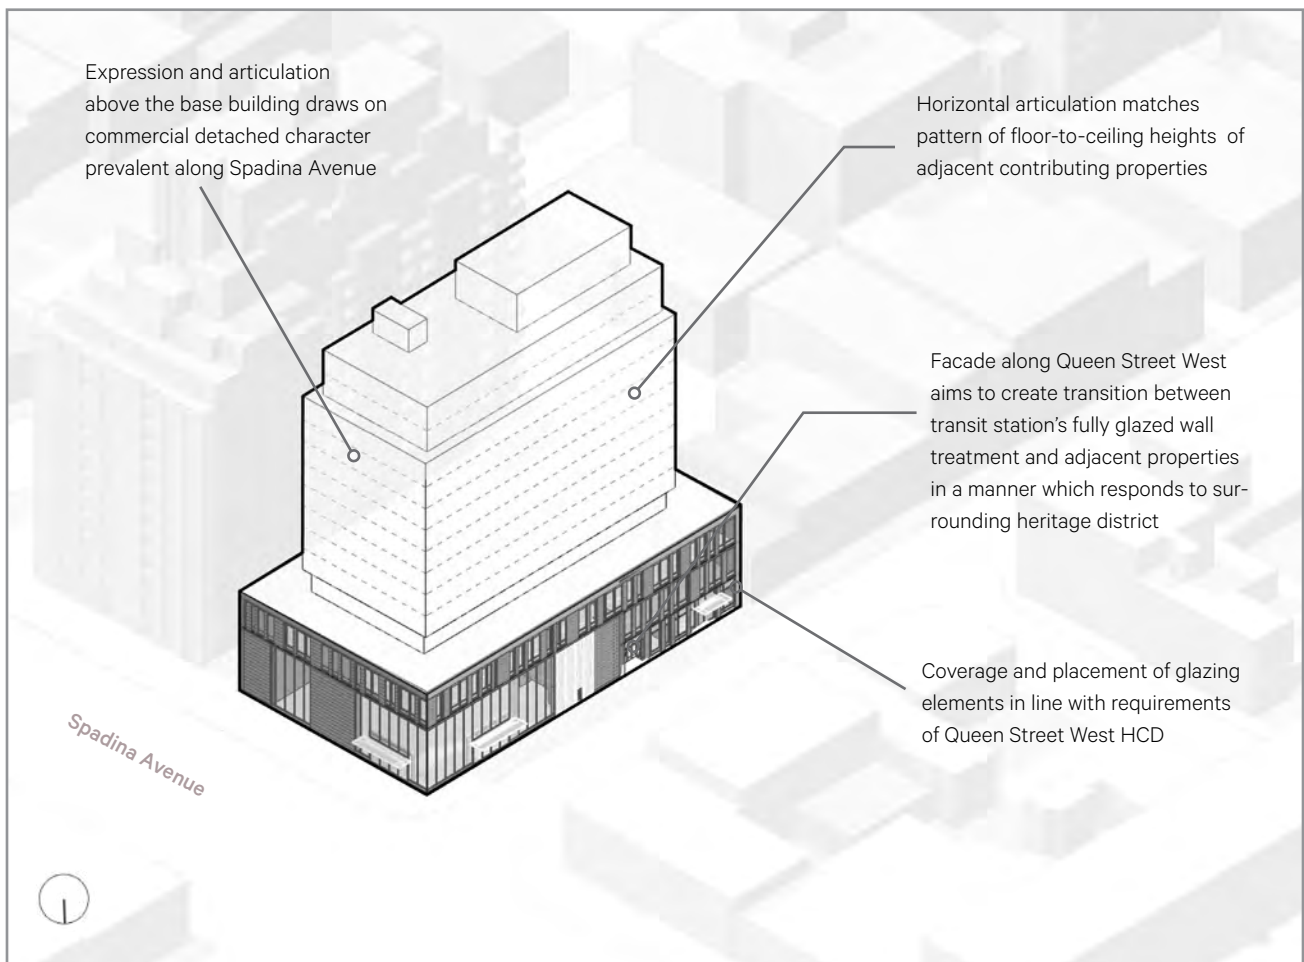 Expression and articulation
above the base building draws on
commercial detached character
prevalent along Spadina Avenue
Horizontal articulation matches
pattern of floor-to-ceiling heights of
adjacent contributing properties
Facade along Queen Street West
aims to create transition between
transit station's fully glazed wall
treatment and adjacent properties
in a manner which responds to sur-
rounding heritage district
Coverage and placement of glazing
elements in line with requirements
of Queen Street West HCD
Spadina Avenue